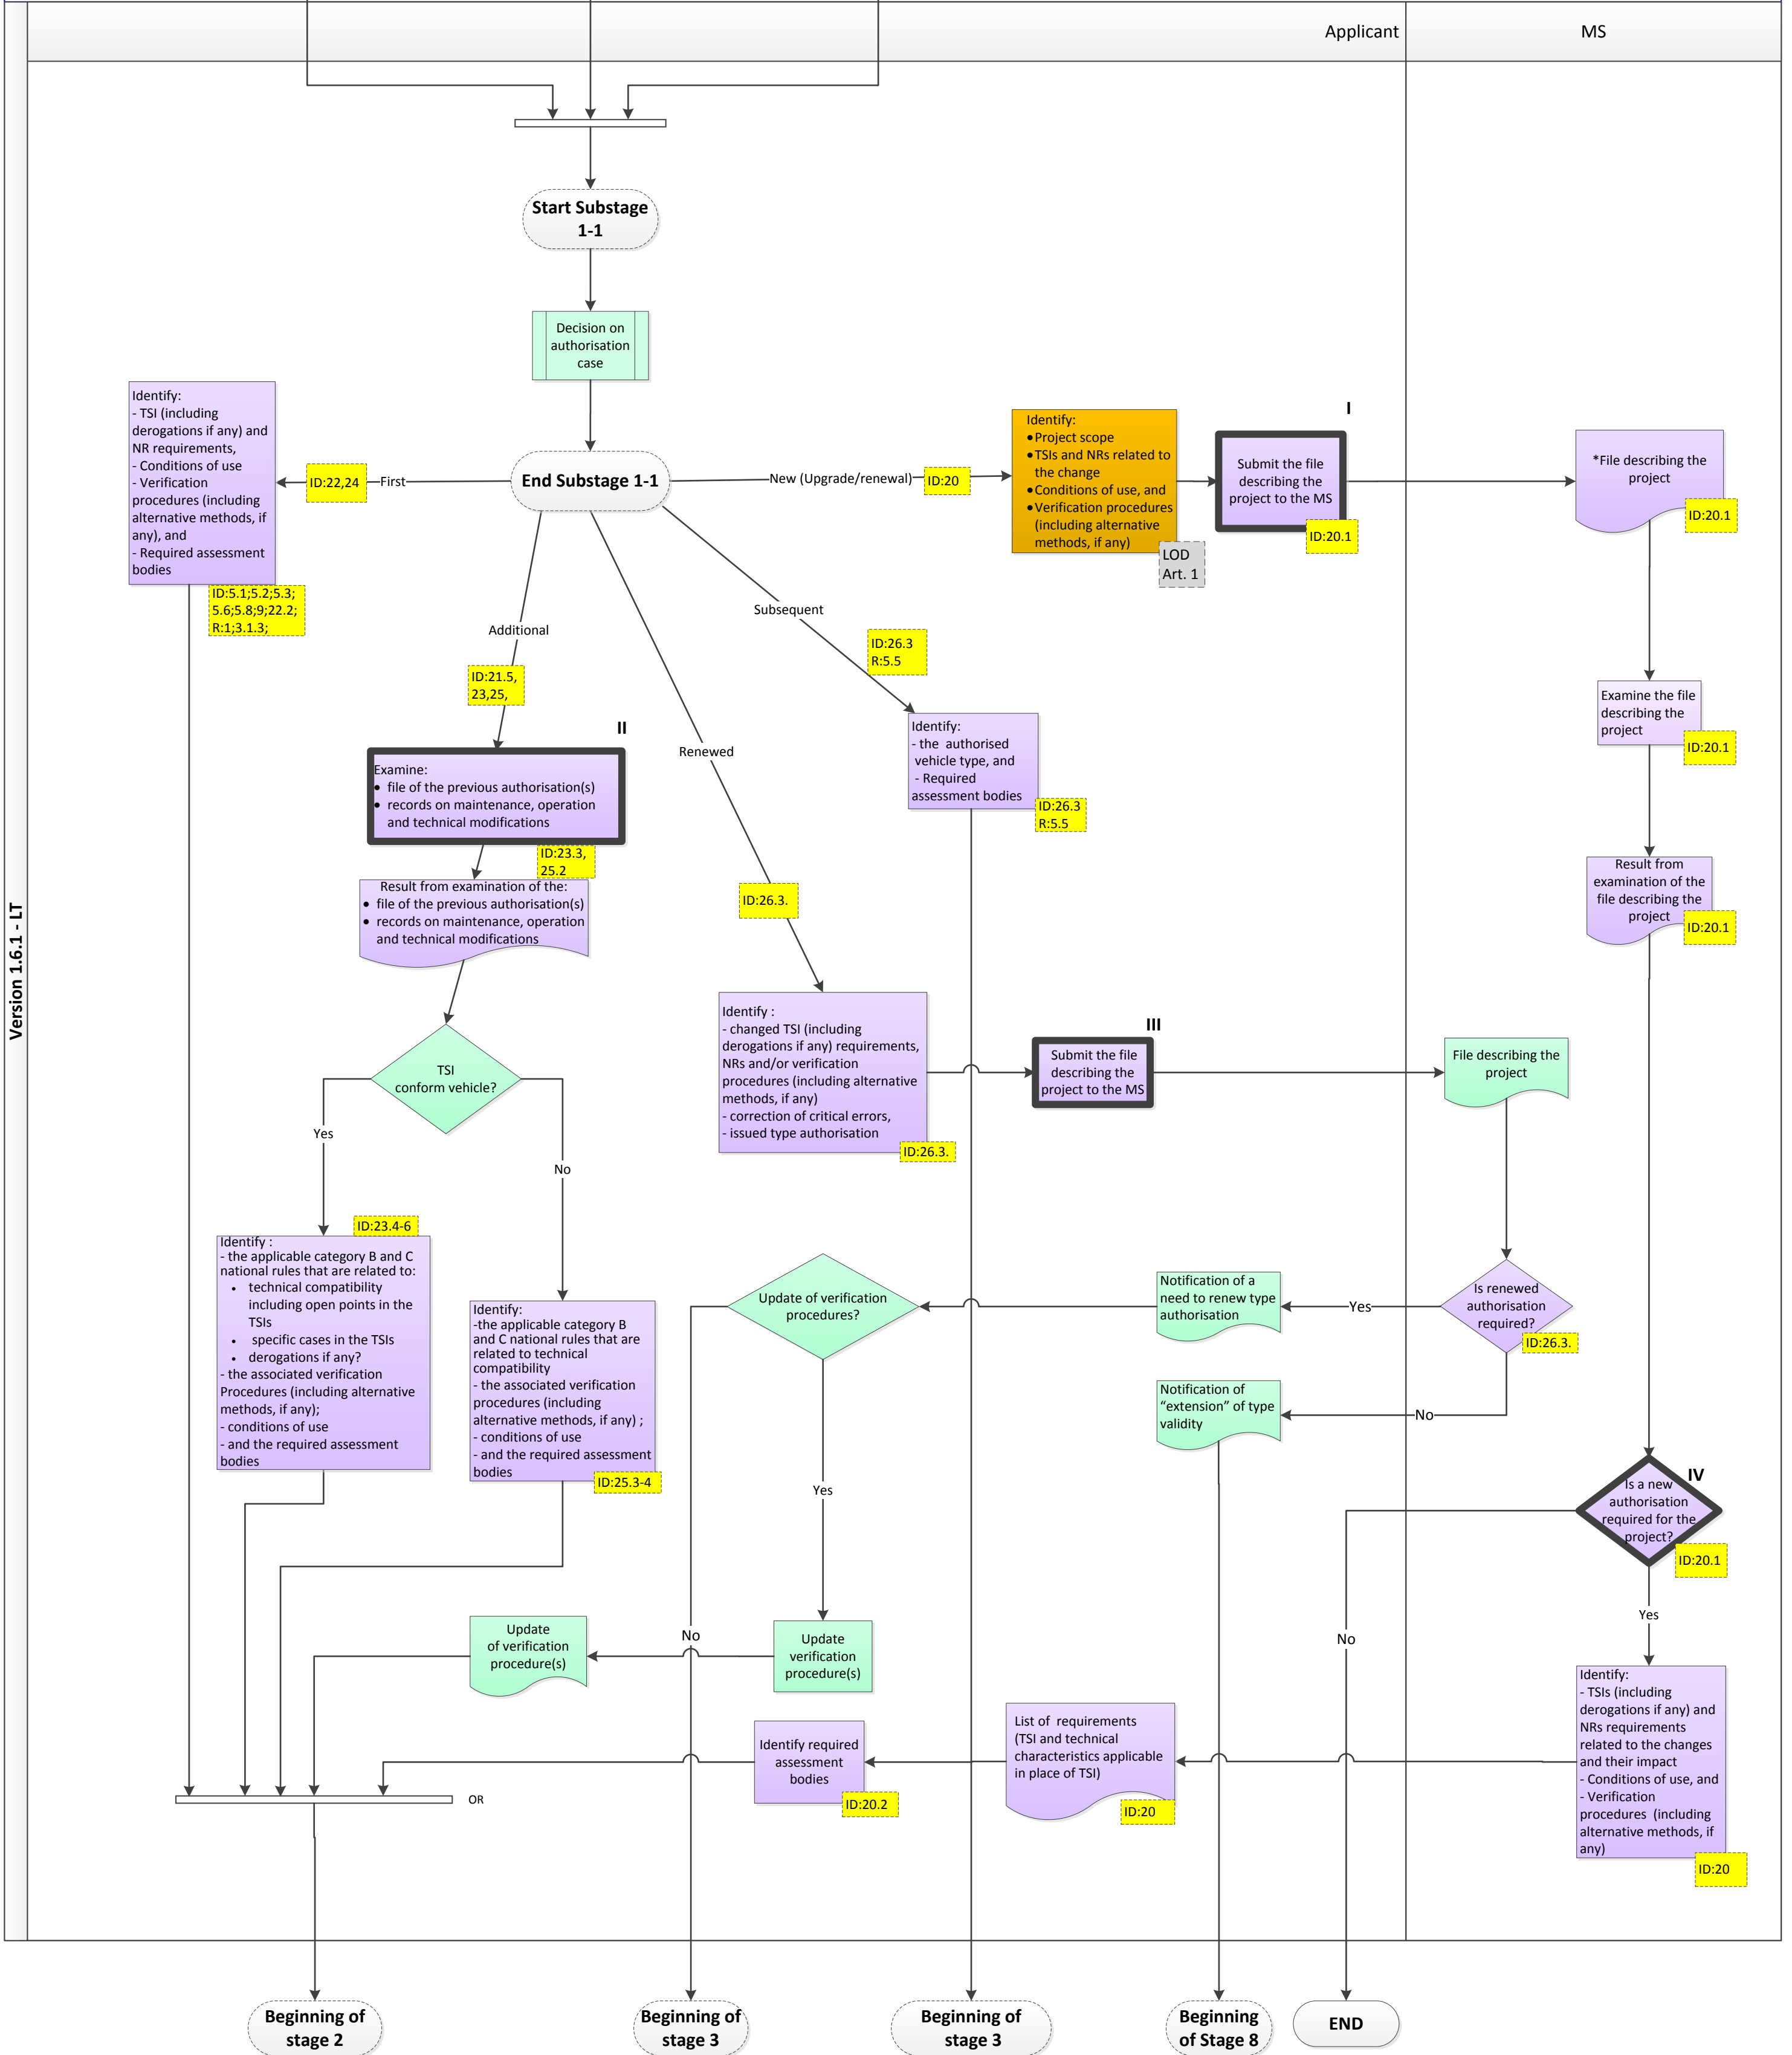 Applicant
MS
Version 1.6.1 - LT
Start Substage
1-1
Decision on
authorisation
case
End Substage 1-1
First
ID:22,24
Identify:
- TSI (including
derogations if any) and
NR requirements,
- Conditions of use
- Verification
procedures (including
alternative methods, if
any), and
- Required assessment
bodies
ID:5.1;5.2;5.3;
5.6;5.8;9;22.2;
R:1;3.1.3;
New (Upgrade/renewal)
ID:20
Identify:
•Project scope
•TSIs and NRs related to
the change
•Conditions of use, and
•Verification procedures
(including alternative
methods, if any)
LOD
Art. 1
I
Submit the file
describing the
project to the MS
ID:20.1
*File describing the
project
ID:20.1
Examine the file
describing the
project
ID:20.1
Result from
examination of the
file describing the
project
ID:20.1
Additional
ID:21.5,
23,25,
II
Examine:
• file of the previous authorisation(s)
• records on maintenance, operation
and technical modifications
ID:23.3,
25.2
Result from examination of the:
• file of the previous authorisation(s)
• records on maintenance, operation
and technical modifications
TSI
conform vehicle?
Yes
No
Renewed
ID:26.3.
Subsequent
ID:26.3
R:5.5
Identify:
- the authorised
vehicle type, and
- Required
assessment bodies
ID:26.3
R:5.5
Identify :
- changed TSI (including
derogations if any) requirements,
NRs and/or verification
procedures (including alternative
methods, if any)
- correction of critical errors,
- issued type authorisation
ID:26.3.
III
Submit the file
describing the
project to the MS
File describing the
project
ID:23.4-6
Identify :
- the applicable category B and C
national rules that are related to:
• technical compatibility
including open points in the
TSIs
• specific cases in the TSIs
• derogations if any?
- the associated verification
Procedures (including alternative
methods, if any);
- conditions of use
- and the required assessment
bodies
Identify:
-the applicable category B
and C national rules that are
related to technical
compatibility
- the associated verification
procedures (including
alternative methods, if any) ;
- conditions of use
- and the required assessment
bodies
ID:25.3-4
Update of verification
procedures?
Notification of a
need to renew type
authorisation
Yes
Is renewed
authorisation
required?
ID:26.3.
Notification of
“extension” of type
validity
No
IV
Is a new
authorisation
required for the
project?
ID:20.1
Yes
Yes
No
No
Update
of verification
procedure(s)
Update
verification
procedure(s)
Identify:
- TSIs (including
derogations if any) and
NRs requirements
related to the changes
and their impact
- Conditions of use, and
- Verification
procedures (including
alternative methods, if
any)
ID:20
List of requirements
(TSI and technical
characteristics applicable
in place of TSI)
ID:20
Identify required
assessment
bodies
ID:20.2
OR
Beginning of
stage 2
Beginning of
stage 3
Beginning of
stage 3
Beginning
of Stage 8
END